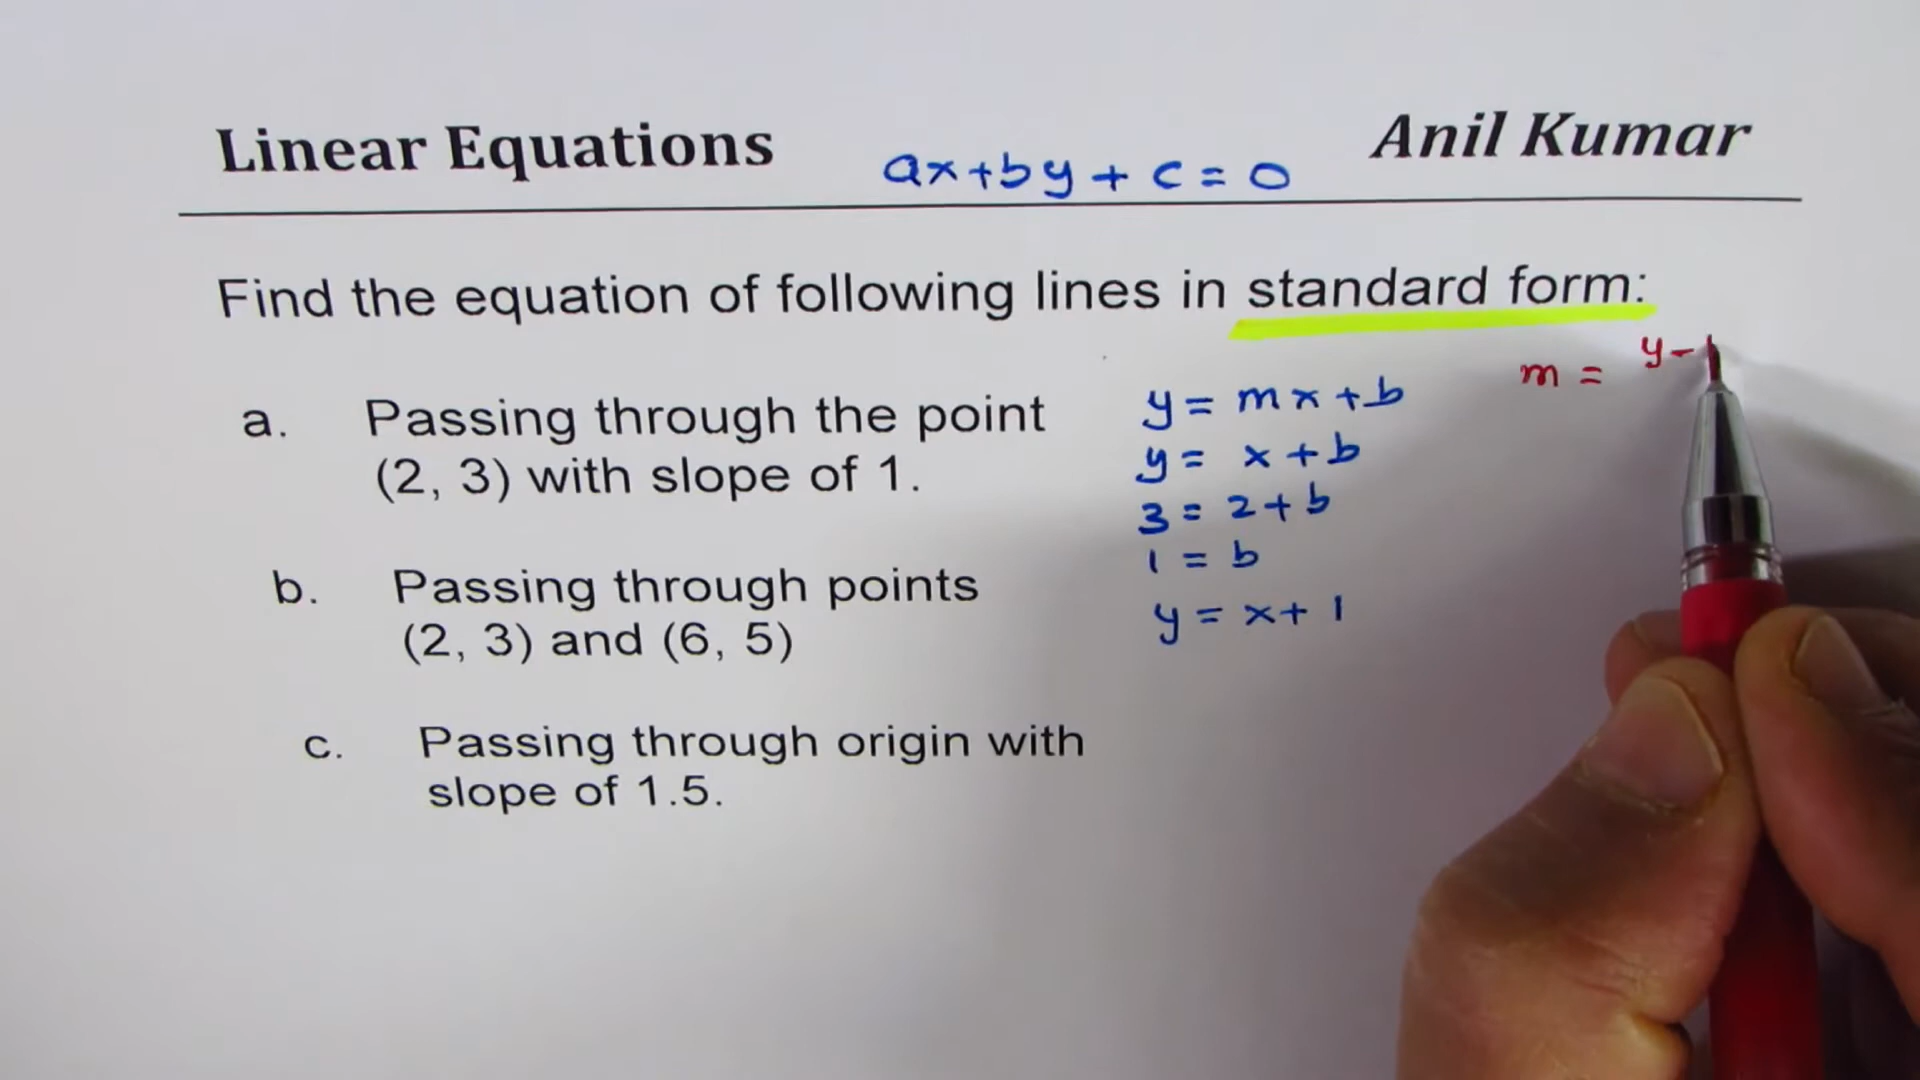 Linear Equations
ax+by+c=0
Anil Kumar
Find the equation of following lines in standard form:
a. Passing through the point
(2, 3) with slope of 1.
b. Passing through points
(2, 3) and (6, 5)
c. Passing through origin with
slope of 1.5.
y = mx+b
y = x+b
3 = 2+b
1 = b
y = x+1
m = y-